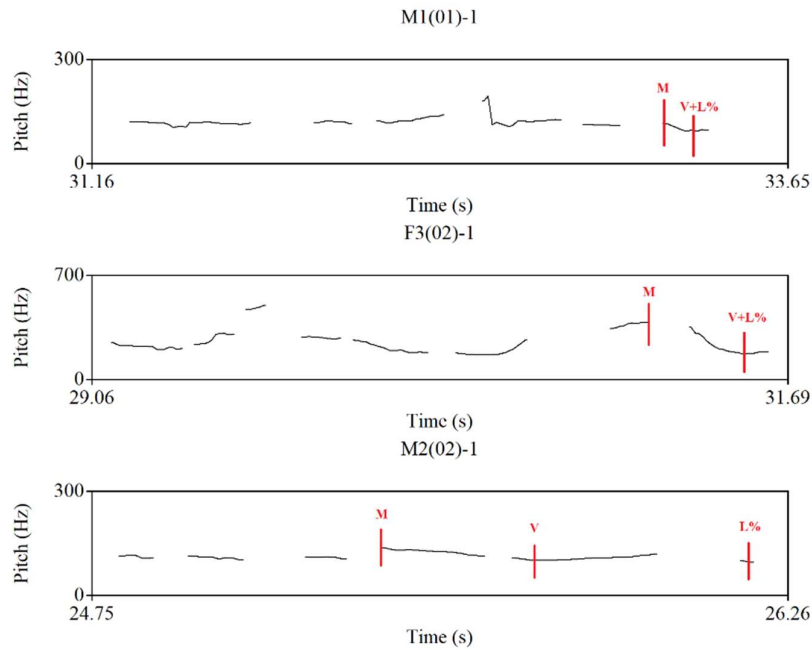 M1(01)-1
300
Pitch (Hz)
0
M
V+L%
31.16
33.65
Time (s)
F3(02)-1
700
Pitch (Hz)
0
M
V+L%
29.06
31.69
Time (s)
M2(02)-1
300
Pitch (Hz)
0
M
V
L%
24.75
26.26
Time (s)